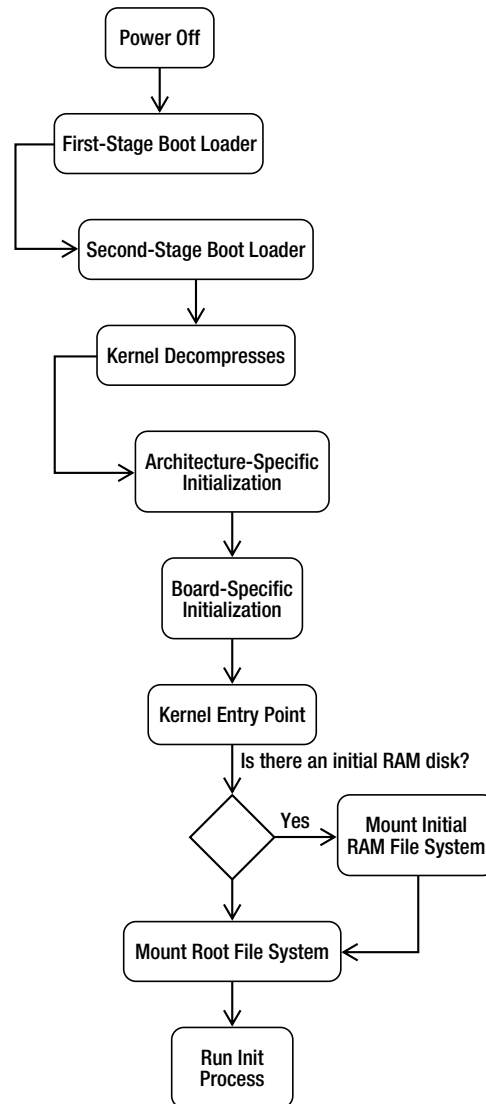 Power Off
First-Stage Boot Loader
Second-Stage Boot Loader
Kernel Decompresses
Architecture-Specific
Initialization
Board-Specific
Initialization
Kernel Entry Point
Is there an initial RAM disk?
Yes
Mount Initial
RAM File System
Mount Root File System
Run Init
Process